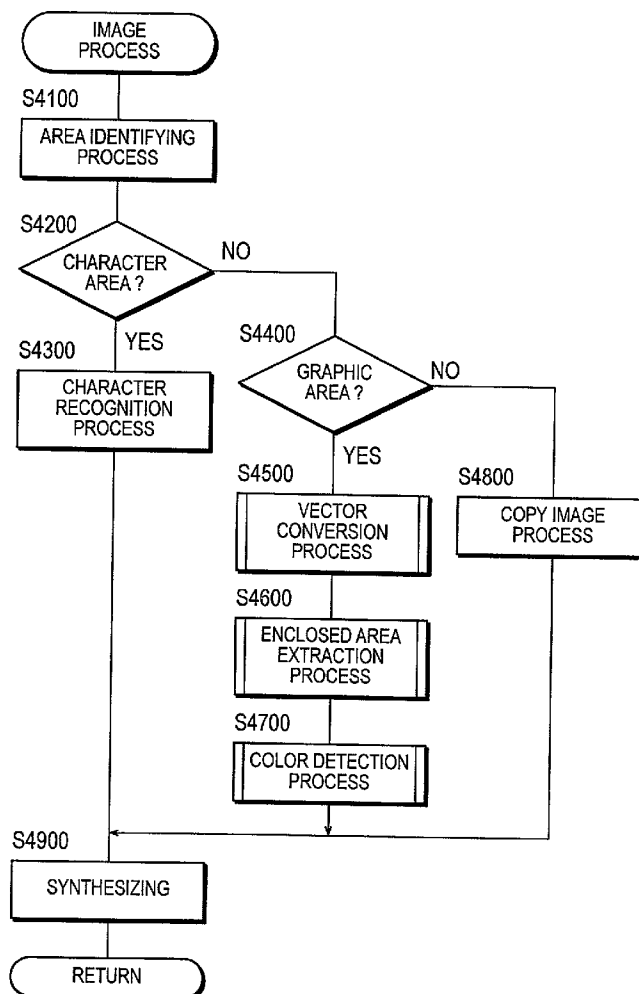 IMAGE
PROCESS
S4100
AREA IDENTIFYING
PROCESS
S4200
CHARACTER
AREA ?
NO
YES
S4300
CHARACTER
RECOGNITION
PROCESS
S4400
GRAPHIC
AREA ?
NO
YES
S4500
VECTOR
CONVERSION
PROCESS
S4800
COPY IMAGE
PROCESS
S4600
ENCLOSED AREA
EXTRACTION
PROCESS
S4700
COLOR DETECTION
PROCESS
S4900
SYNTHESIZING
RETURN